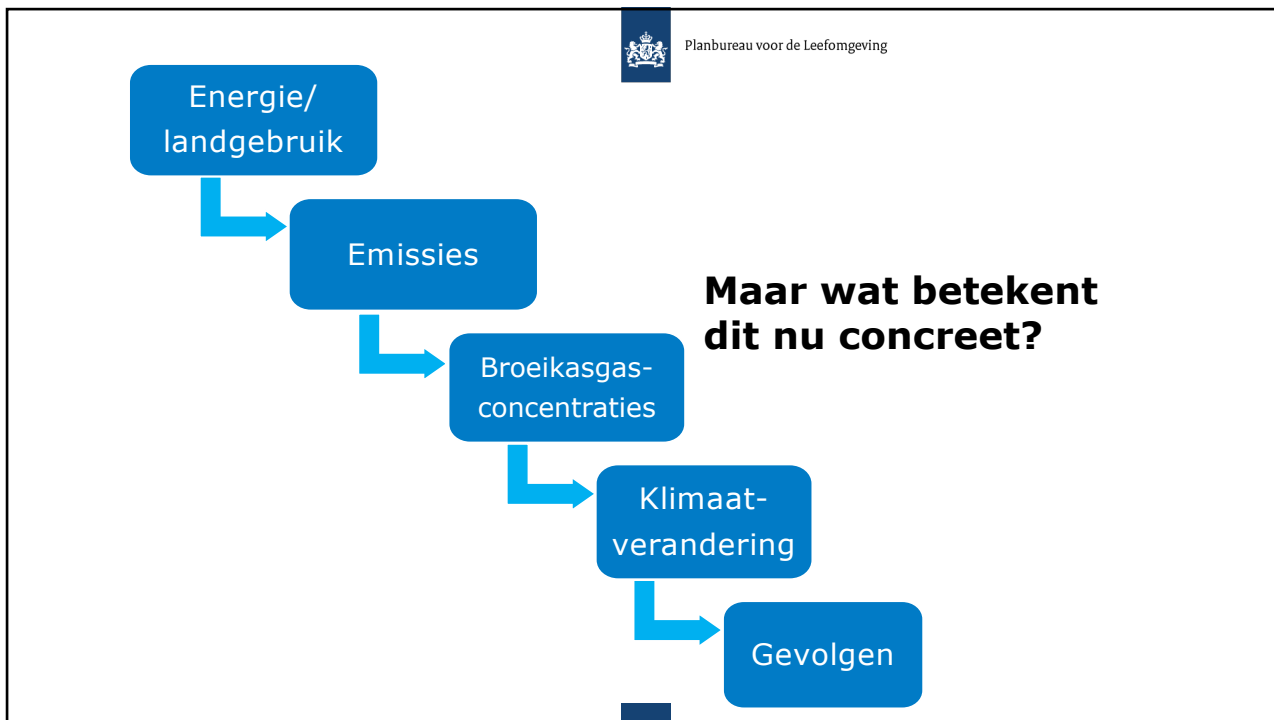 Planbureau voor de Leefomgeving
Energie/
landgebruik
Emissies
Maar wat betekent
dit nu concreet?
Broeikasgas-
concentraties
Klimaat-
verandering
Gevolgen